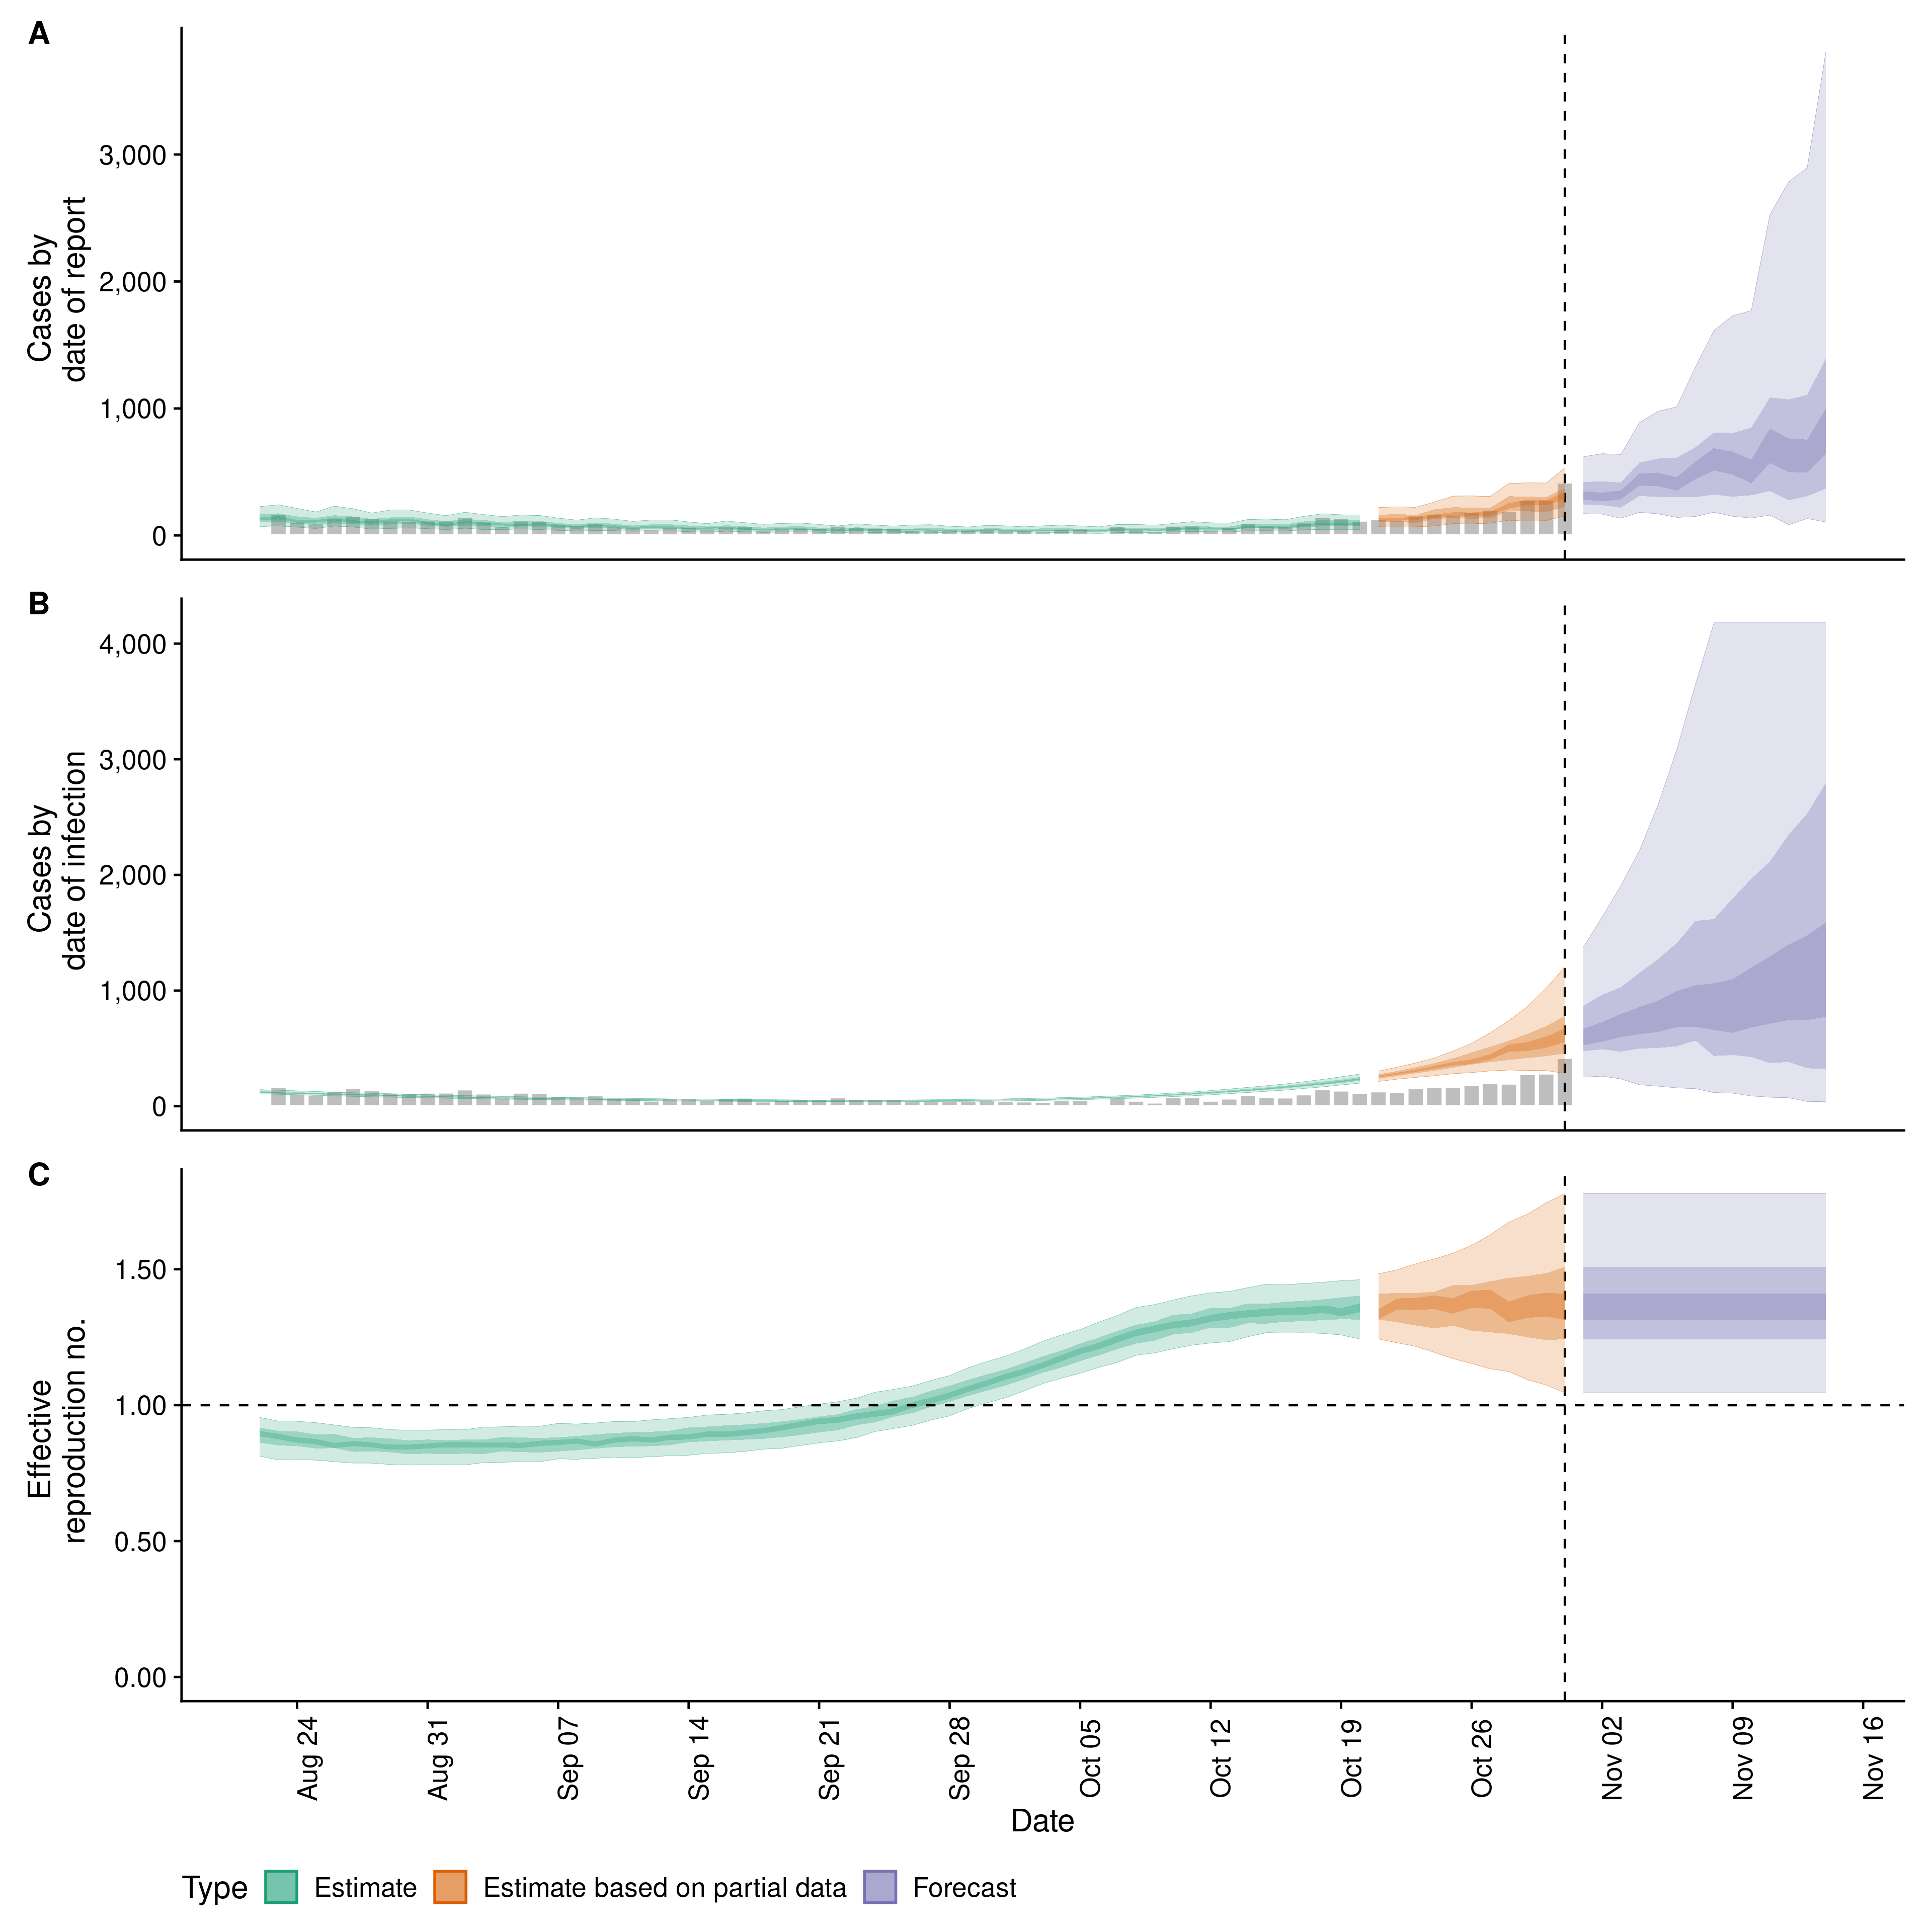 A
Cases by
date of report
3,000
2,000
1,000
0
B
Cases by
date of infection
4,000
3,000
2,000
1,000
0
C
Effective
reproduction no.
1.50
1.00
0.50
0.00
Aug 24
Aug 31
Sep 07
Sep 14
Sep 21
Sep 28
Oct 05
Oct 12
Oct 19
Oct 26
Nov 02
Nov 09
Nov 16
Date
Type Estimate Estimate based on partial data Forecast